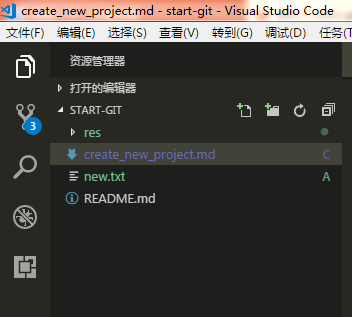 create_new_project.md - start-git - Visual Studio Code
文件(F) 编辑(E) 选择(S) 查看(V) 转到(G) 调试(D) 任务(T
资源管理器
打开的编辑器
START-GIT
res
create_new_project.md C
new.txt A
README.md
3